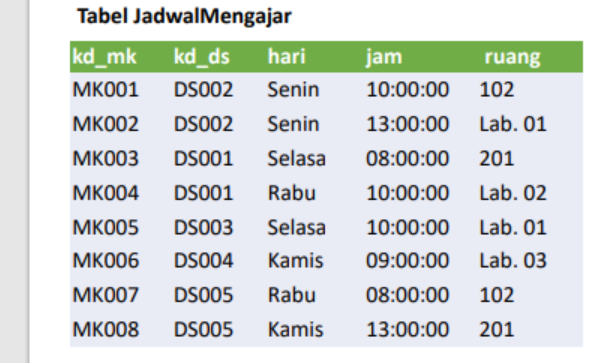 Tabel JadwalMengajar
kd_mk kd_ds hari jam ruang
MK001 DS002 Senin 10:00:00 102
MK002 DS002 Senin 13:00:00 Lab. 01
MK003 DS001 Selasa 08:00:00 201
MK004 DS001 Rabu 10:00:00 Lab. 02
MK005 DS003 Selasa 10:00:00 Lab. 01
MK006 DS004 Kamis 09:00:00 Lab. 03
MK007 DS005 Rabu 08:00:00 102
MK008 DS005 Kamis 13:00:00 201